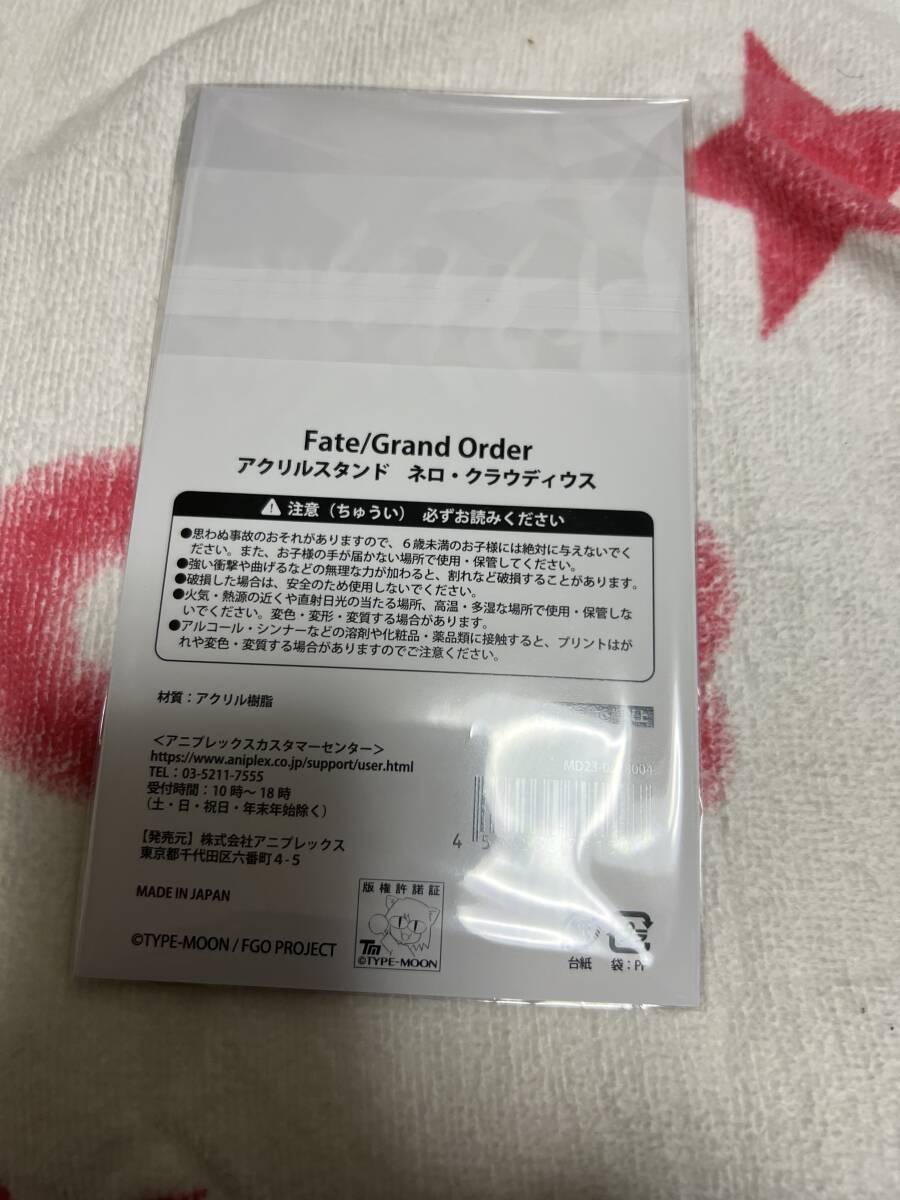 Fate/Grand Order
アクリルスタンド ネロ・クラウディウス
注意（ちゅうい） 必ずお読みください
●思わぬ事故のおそれがありますので、６歳未満のお子様には絶対に与えないでく
ださい。また、お子様の手が届かない場所で使用・保管してください。
●強い衝撃や曲げるなどの無理な力が加わると、割れなど破損することがあります。
●破損した場合は、安全のため使用しないでください。
●火気・熱源の近くや直射日光の当たる場所、高温・多湿な場所で使用・保管しな
いでください。変色・変形・変質する場合があります。
●アルコール・シンナーなどの溶剤や化粧品・薬品類に接触すると、プリントはが
れや変色・変質する場合がありますのでご注意ください。
材質：アクリル樹脂
＜アニプレックスカスタマーセンター＞
https://www.aniplex.co.jp/support/user.html
TEL：03-5211-7555
受付時間：10時～18時
（土・日・祝日・年末年始除く）
【発売元】株式会社アニプレックス
東京都千代田区六番町４-５
MADE IN JAPAN
©TYPE-MOON / FGO PROJECT
版権許諾証
TM
©TYPE-MOON
台紙 袋：PP